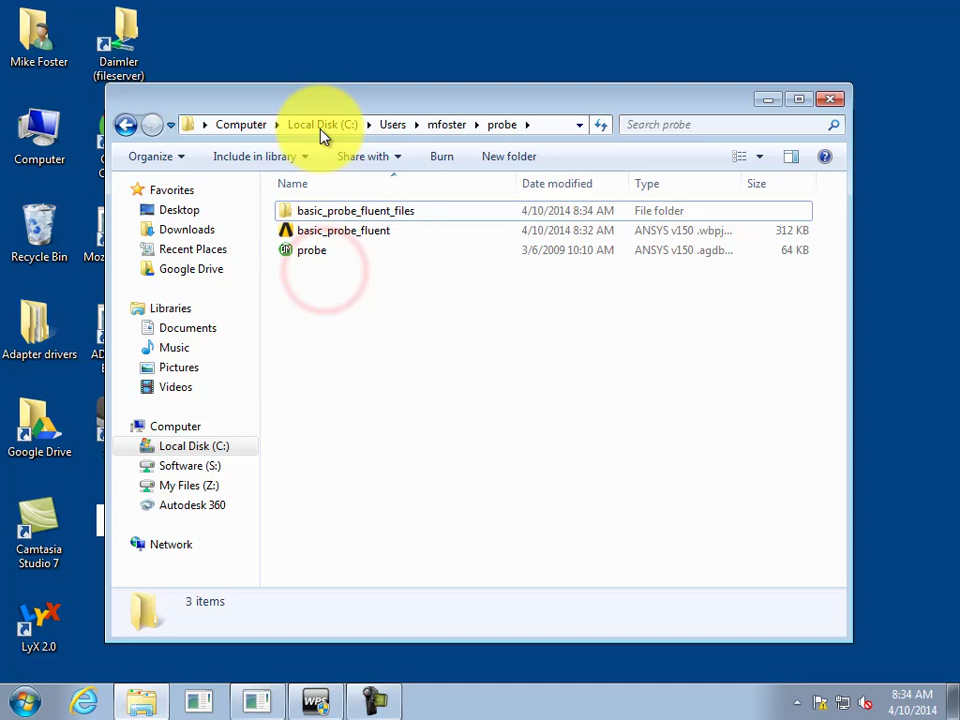 Mike Foster
Daimler
(fileserver)
Computer
Recycle Bin
Moz
Adapter drivers
AD
Google Drive
Camtasia
Studio 7
LyX 2.0
Computer
Local Disk (C:)
Users
mfoster
probe
Search probe
Organize
Include in library
Share with
Burn
New folder
Name
Date modified
Type
Size
Favorites
Desktop
Downloads
Recent Places
Google Drive
Libraries
Documents
Music
Pictures
Videos
Computer
Local Disk (C:)
Software (S:)
My Files (Z:)
Autodesk 360
Network
basic_probe_fluent_files 4/10/2014 8:34 AM File folder
basic_probe_fluent 4/10/2014 8:32 AM ANSYS v150 .wbpj... 312 KB
probe 3/6/2009 10:10 AM ANSYS v150 .agdb... 64 KB
3 items
WPS
8:34 AM
4/10/2014